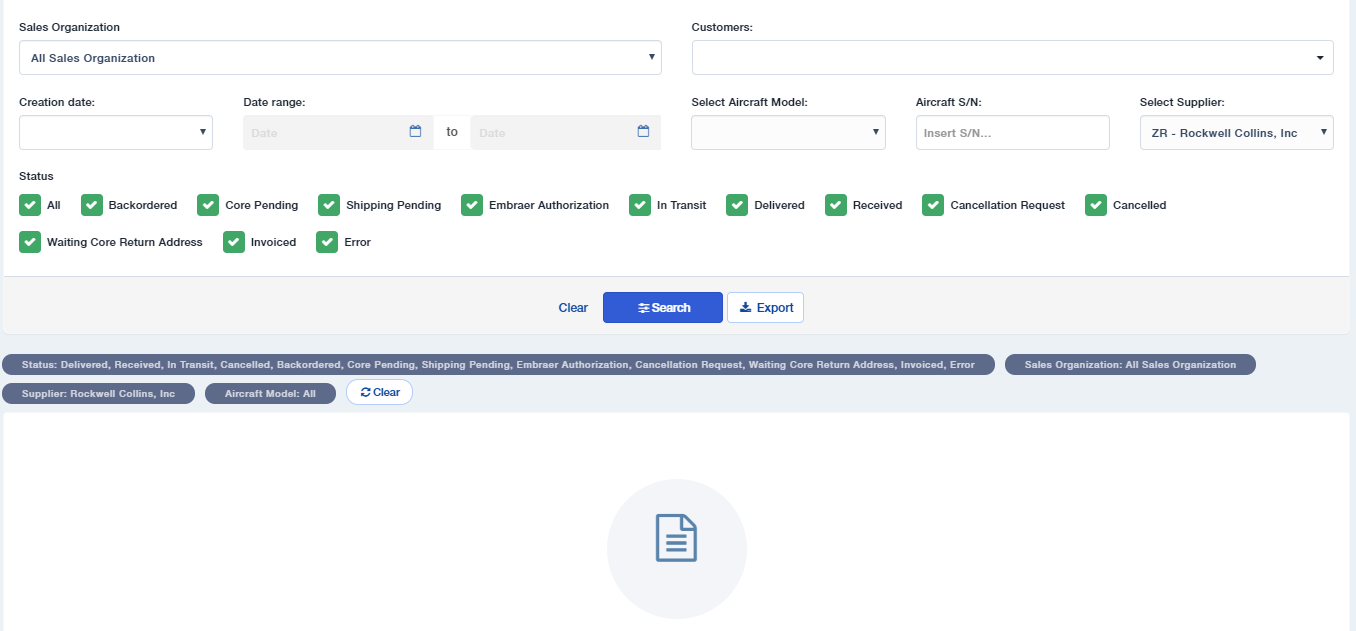 Sales Organization
Customers:
All Sales Organization
Creation date:
Date range:
Select Aircraft Model:
Aircraft S/N:
Select Supplier:
Date
to
Date
Insert S/N...
ZR - Rockwell Collins, Inc
Status
All Backordered Core Pending Shipping Pending Embraer Authorization In Transit Delivered Received Cancellation Request Cancelled
Waiting Core Return Address Invoiced Error
Clear Search Export
Status: Delivered, Received, In Transit, Cancelled, Backordered, Core Pending, Shipping Pending, Embraer Authorization, Cancellation Request, Waiting Core Return Address, Invoiced, Error
Sales Organization: All Sales Organization
Supplier: Rockwell Collins, Inc
Aircraft Model: All
Clear